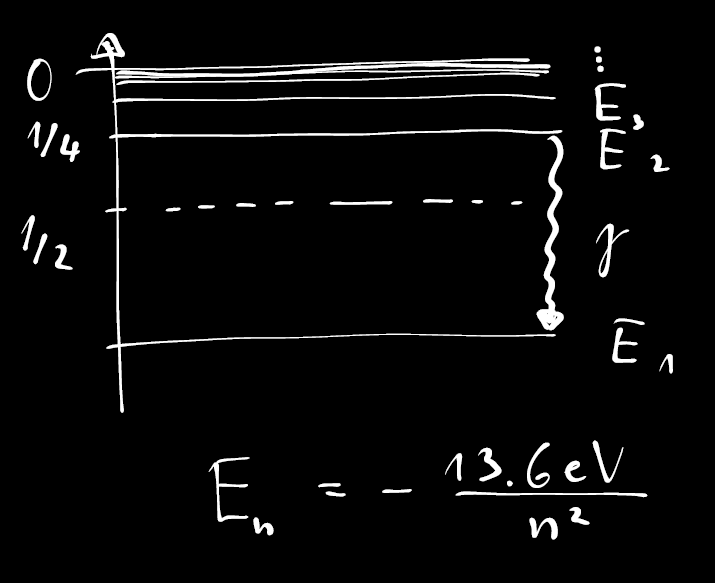 0
⋮
E₃
1/4
E₂
1/2
γ
E₁
Eₙ = - 13.6eV / n²